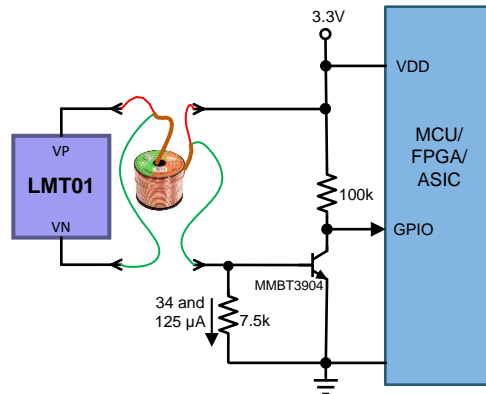 3.3V
VDD
MCU/
FPGA/
ASIC
VP
LMT01
VN
100k
GPIO
MMBT3904
34 and
125 µA
7.5k